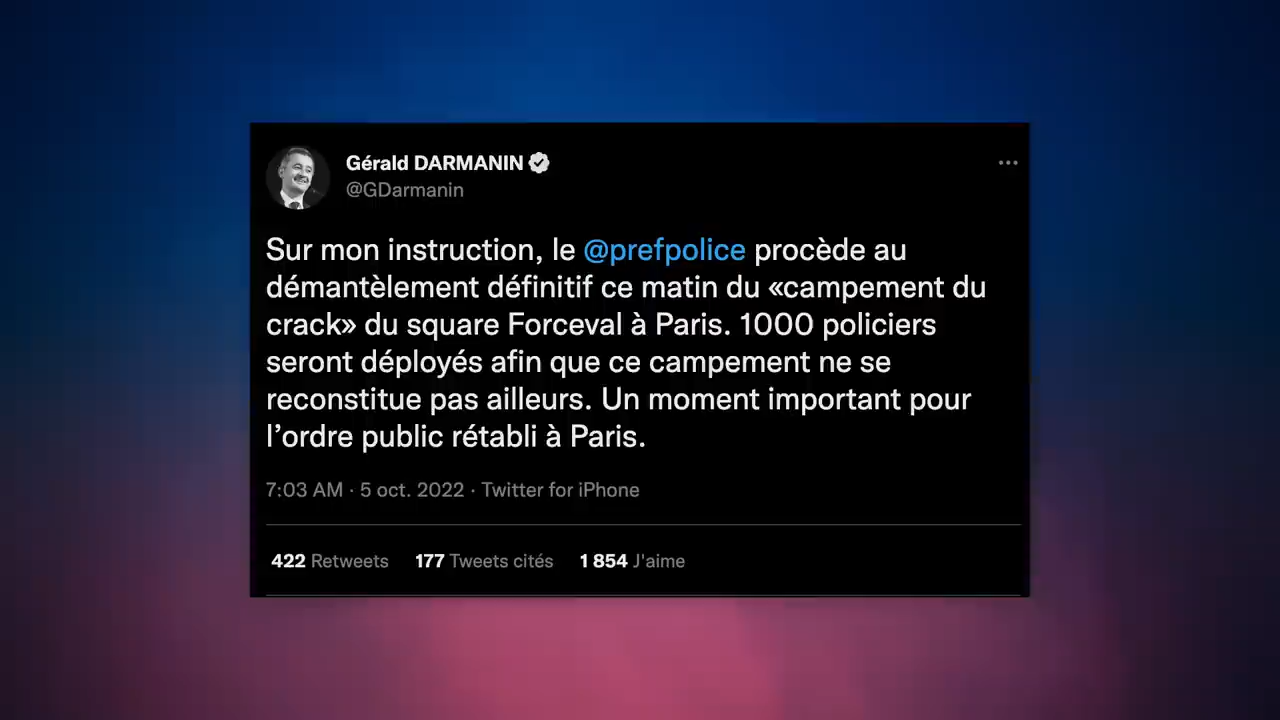 Gérald DARMANIN
@GDarmanin
Sur mon instruction, le @prefpolice procède au
démantèlement définitif ce matin du «campement du
crack» du square Forceval à Paris. 1000 policiers
seront déployés afin que ce campement ne se
reconstitue pas ailleurs. Un moment important pour
l’ordre public rétabli à Paris.
7:03 AM · 5 oct. 2022 · Twitter for iPhone
422 Retweets 177 Tweets cités 1 854 J'aime